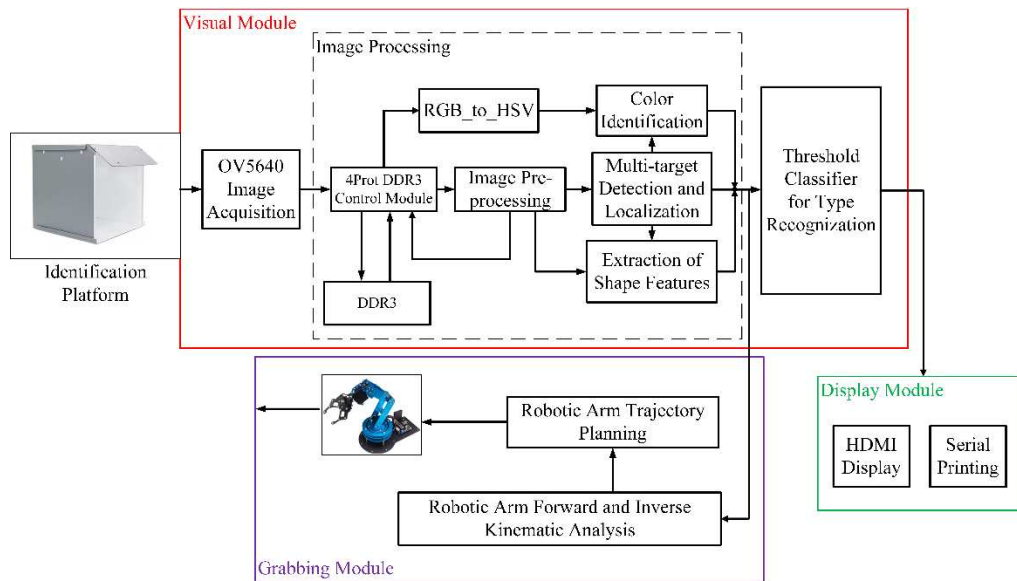 Visual Module
Image Processing
RGB_to_HSV
Color
Identification
OV5640
Image
Acquisition
4Prot DDR3
Control Module
Image Pre-
processing
Multi-target
Detection and
Localization
Threshold
Classifier
for Type
Recognization
Extraction of
Shape Features
DDR3
Identification
Platform
Robotic Arm Trajectory
Planning
Robotic Arm Forward and Inverse
Kinematic Analysis
Grabbing Module
Display Module
HDMI
Display
Serial
Printing